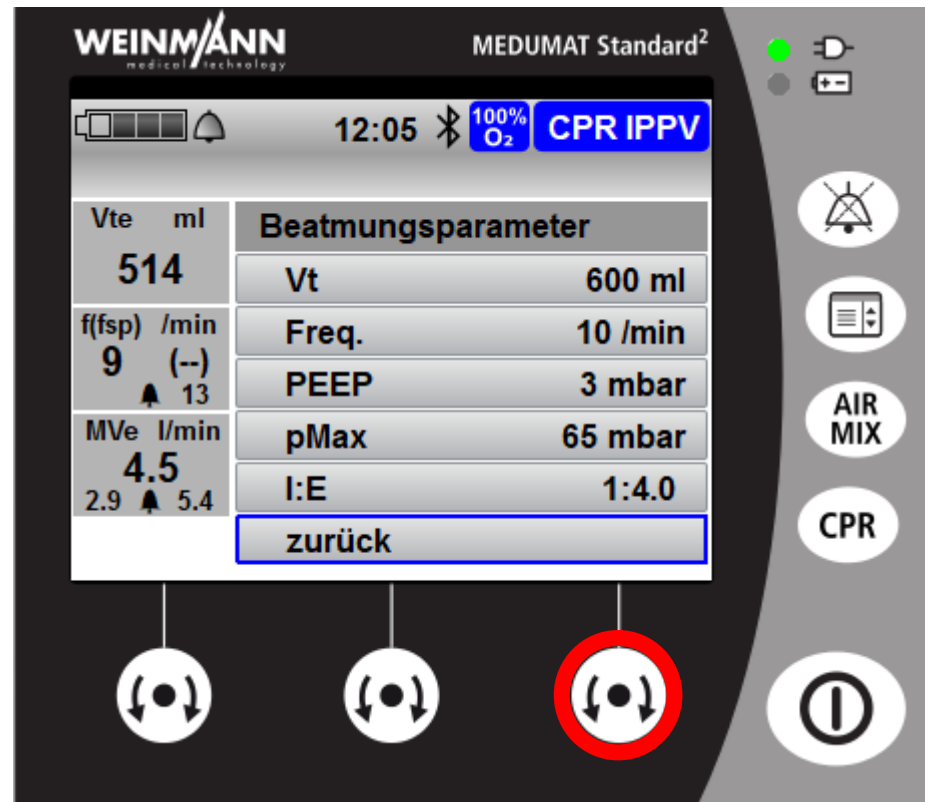 WEINMANN
medical technology
MEDUMAT Standard²
12:05 100% O₂ CPR IPPV
Vte ml
514
f(fsp) /min
9 (--)
13
MVe l/min
4.5
2.9 5.4
Beatmungsparameter
Vt 600 ml
Freq. 10 /min
PEEP 3 mbar
pMax 65 mbar
I:E 1:4.0
zurück
AIR
MIX
CPR